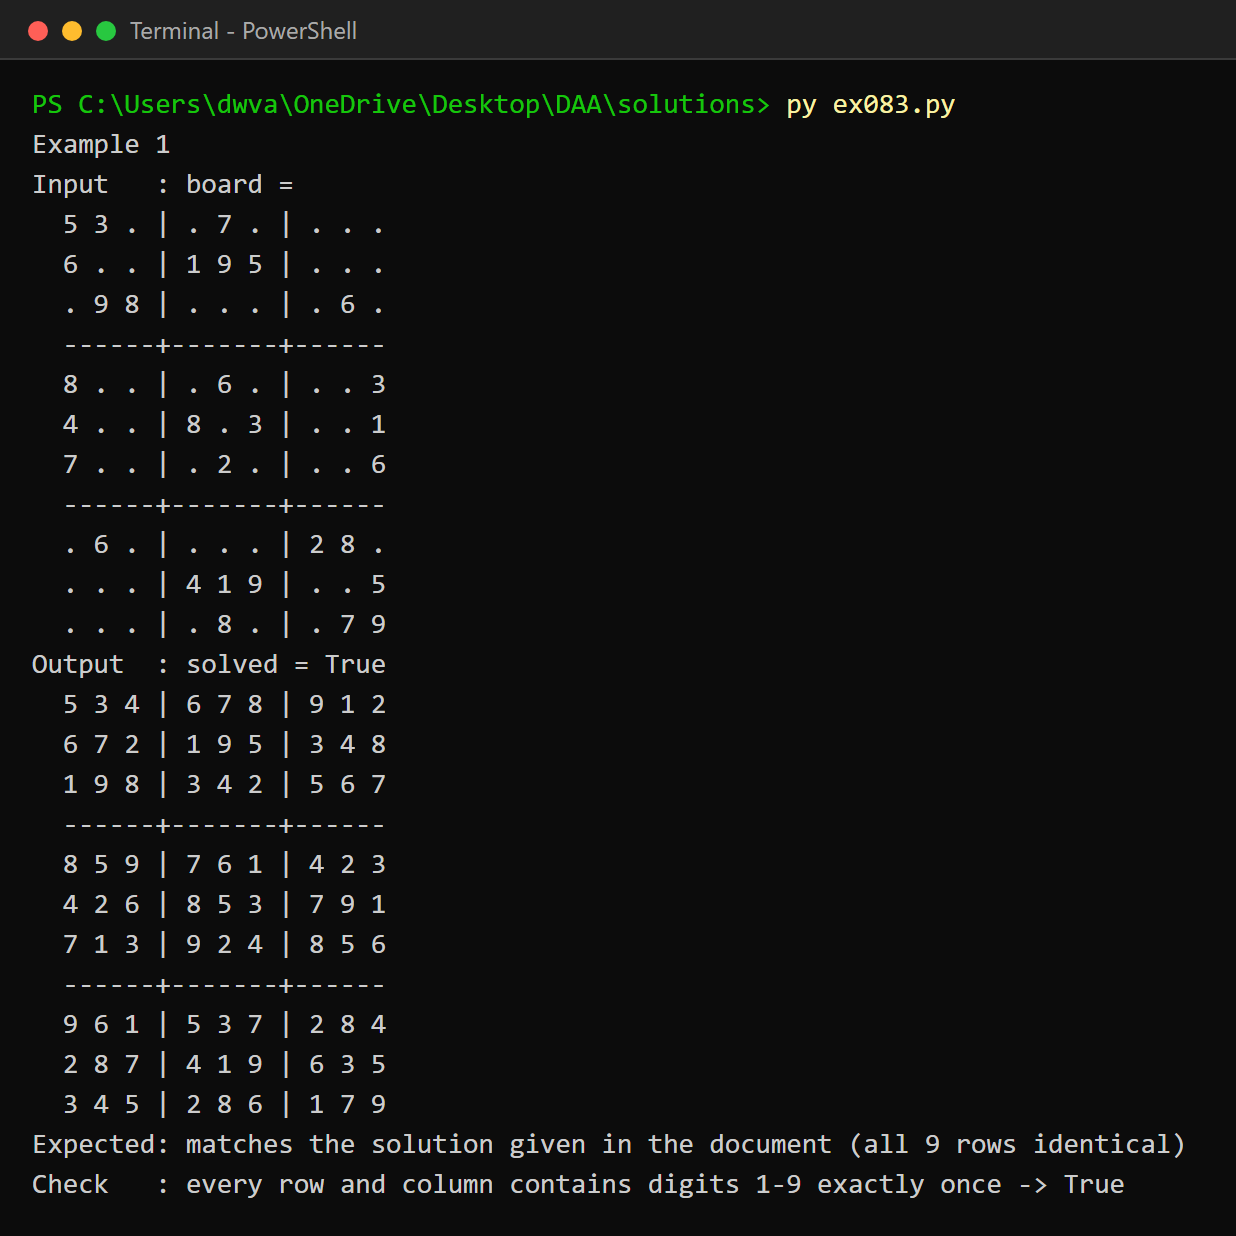 Terminal - PowerShell
PS C:\Users\dwva\OneDrive\Desktop\DAA\solutions> py ex083.py
Example 1
Input   : board =
  5 3 . | . 7 . | . . .
  6 . . | 1 9 5 | . . .
  . 9 8 | . . . | . 6 .
  ------+-------+------
  8 . . | . 6 . | . . 3
  4 . . | 8 . 3 | . . 1
  7 . . | . 2 . | . . 6
  ------+-------+------
  . 6 . | . . . | 2 8 .
  . . . | 4 1 9 | . . 5
  . . . | . 8 . | . 7 9
Output  : solved = True
  5 3 4 | 6 7 8 | 9 1 2
  6 7 2 | 1 9 5 | 3 4 8
  1 9 8 | 3 4 2 | 5 6 7
  ------+-------+------
  8 5 9 | 7 6 1 | 4 2 3
  4 2 6 | 8 5 3 | 7 9 1
  7 1 3 | 9 2 4 | 8 5 6
  ------+-------+------
  9 6 1 | 5 3 7 | 2 8 4
  2 8 7 | 4 1 9 | 6 3 5
  3 4 5 | 2 8 6 | 1 7 9
Expected: matches the solution given in the document (all 9 rows identical)
Check   : every row and column contains digits 1-9 exactly once -> True